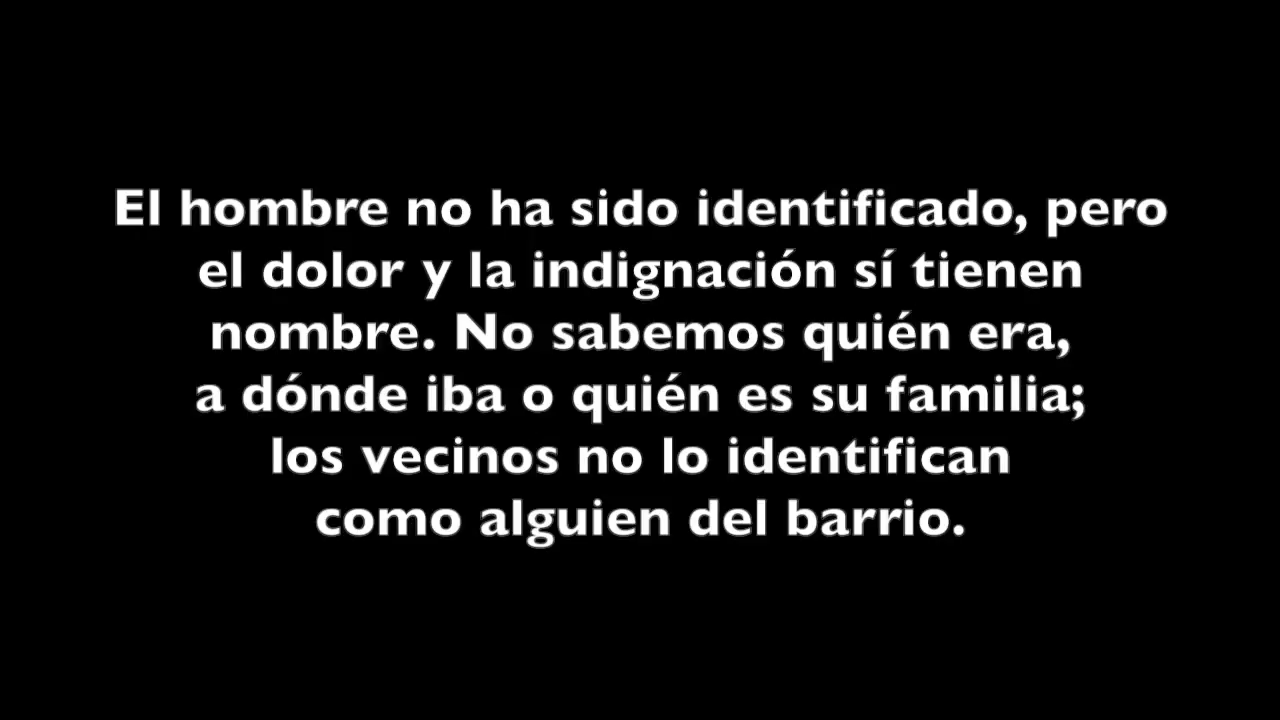 El hombre no ha sido identificado, pero
el dolor y la indignación sí tienen
nombre. No sabemos quién era,
a dónde iba o quién es su familia;
los vecinos no lo identifican
como alguien del barrio.